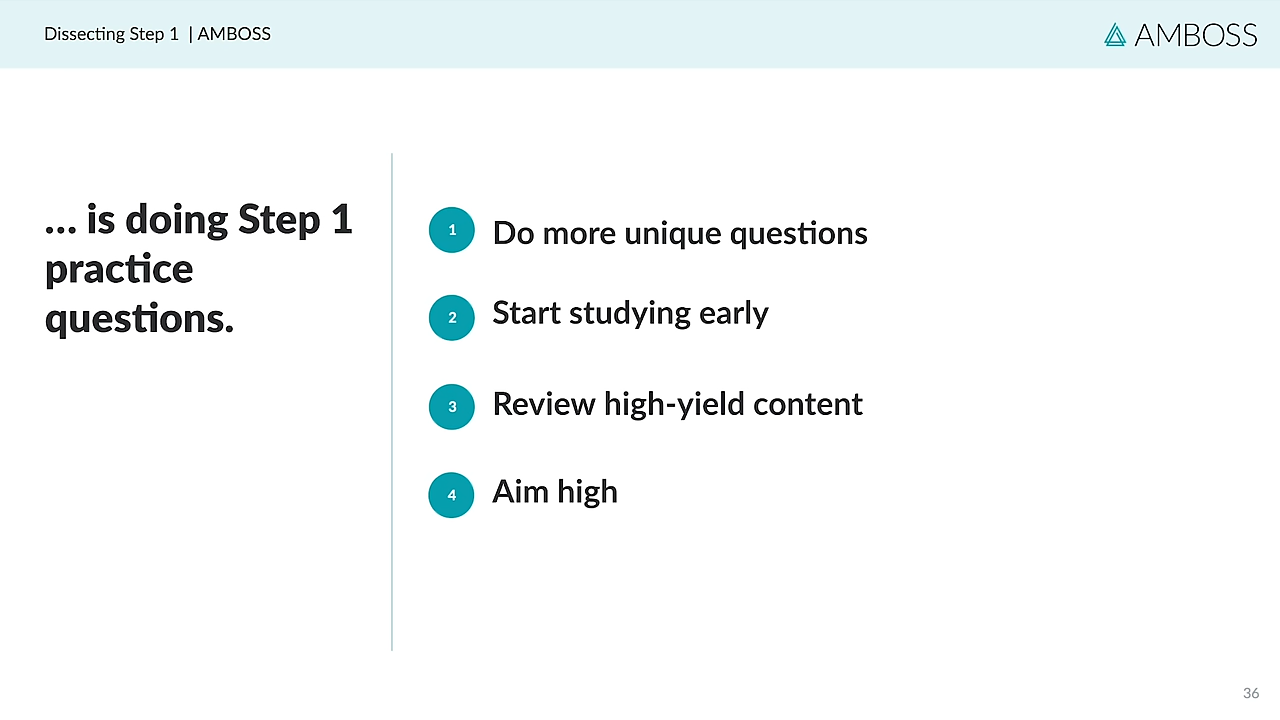 Dissecting Step 1 | AMBOSS
AMBOSS
... is doing Step 1
practice
questions.
1 Do more unique questions
2 Start studying early
3 Review high-yield content
4 Aim high
36